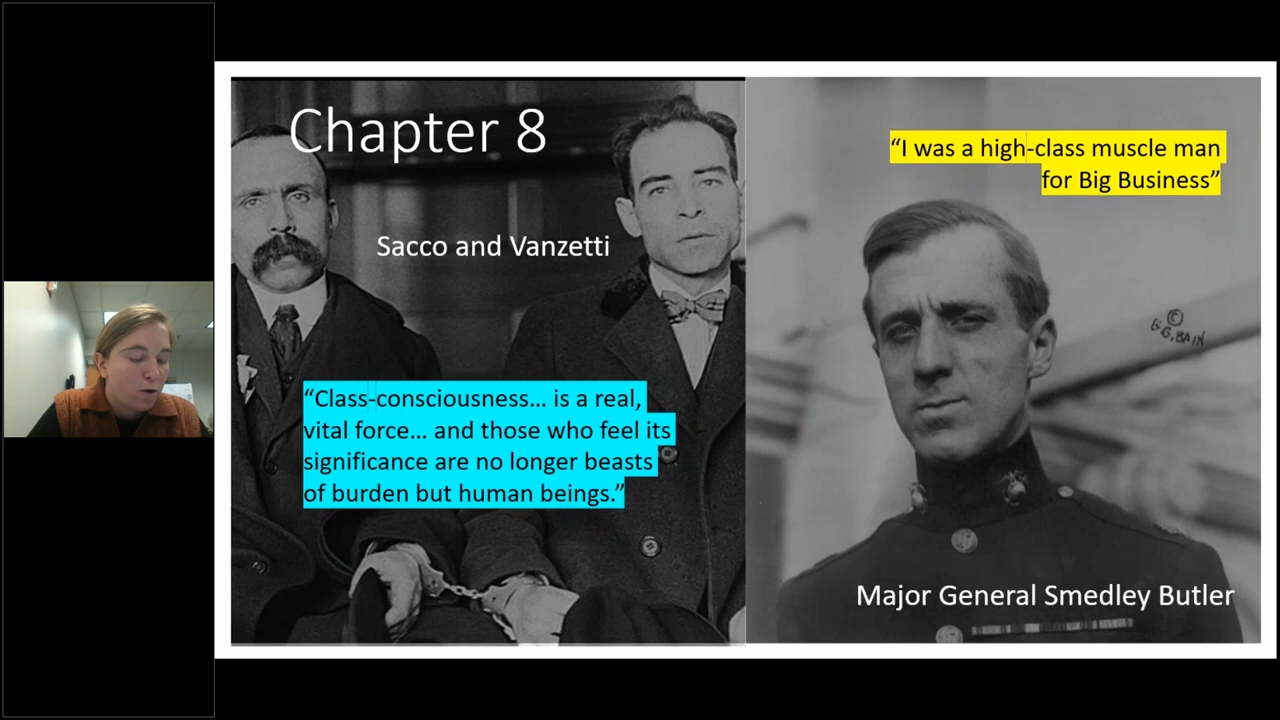 Chapter 8
Sacco and Vanzetti
“Class-consciousness… is a real,
vital force… and those who feel its
significance are no longer beasts
of burden but human beings.”
“I was a high-class muscle man
for Big Business”
©
G.G. BAIN
Major General Smedley Butler